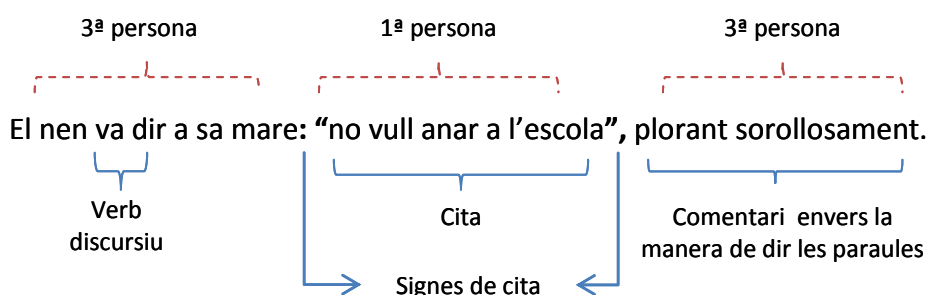 3ª persona 1ª persona 3ª persona
El nen va dir a sa mare: “no vull anar a l’escola”, plorant sorollosament.
Verb
discursiu
Cita
Comentari envers la
manera de dir les paraules
Signes de cita